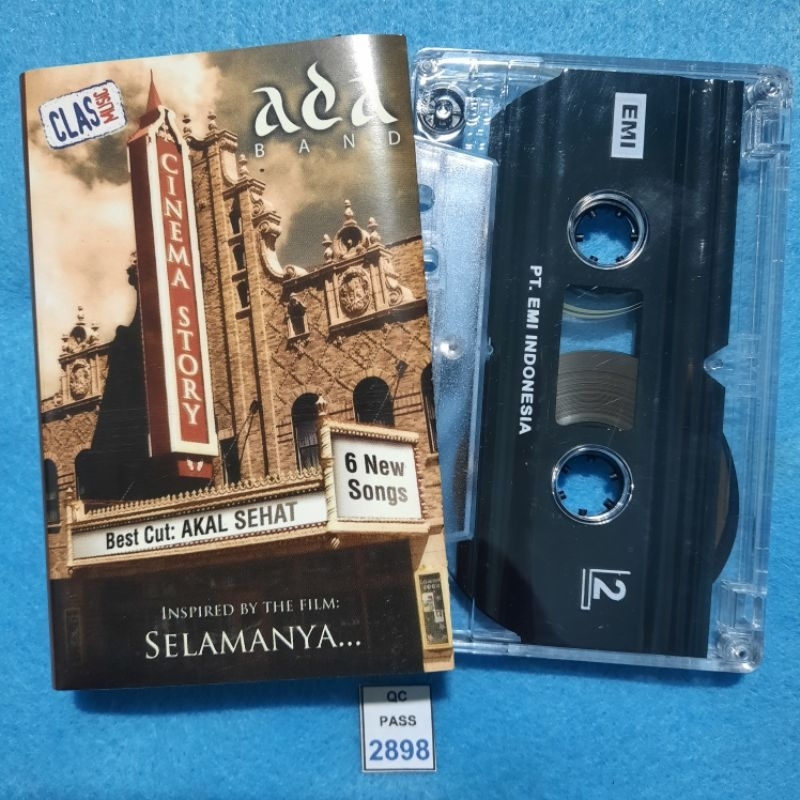 CLAS
MUSIC
ada
BAND
CINEMA STORY
6 New
Songs
Best Cut: AKAL SEHAT
INSPIRED BY THE FILM:
SELAMANYA...
EMI
PT. EMI INDONESIA
2
QC
PASS
2898